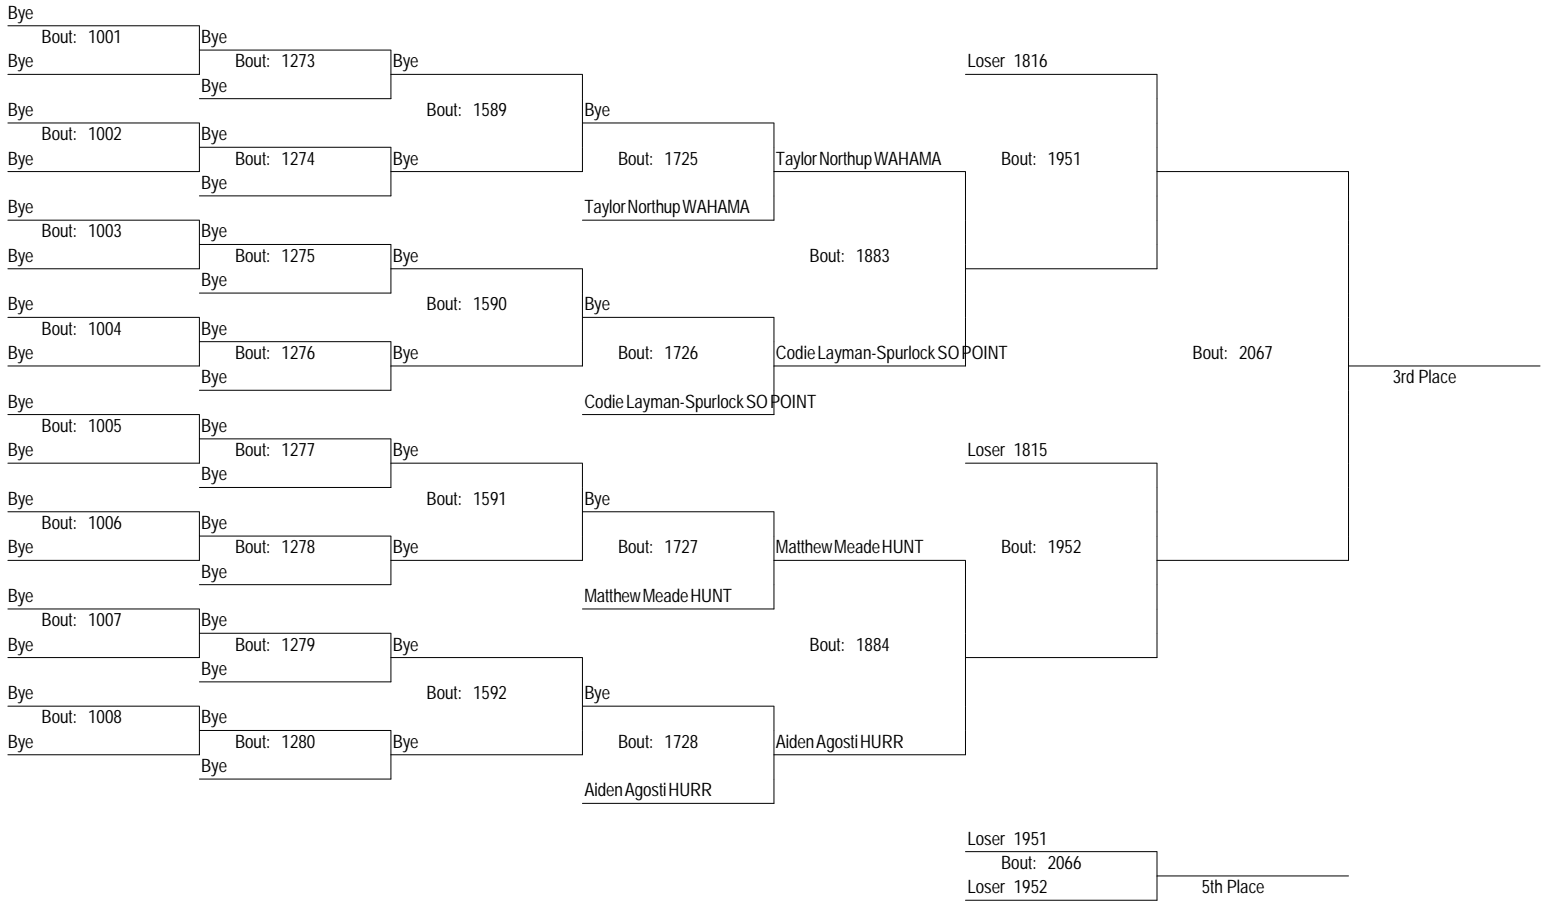 Bye
Bout: 1001
Bye
Bye
Bout: 1273
Bye
Bye
Loser 1816
Bye
Bout: 1002
Bye
Bye
Bout: 1274
Bye
Bye
Bout: 1589
Bye
Bout: 1725
Taylor Northup WAHAMA
Taylor Northup WAHAMA
Bout: 1951
Bye
Bout: 1003
Bye
Bye
Bout: 1275
Bye
Bye
Bout: 1883
Bye
Bout: 1004
Bye
Bye
Bout: 1276
Bye
Bye
Bout: 1590
Bye
Bout: 1726
Codie Layman-Spurlock SO POINT
Codie Layman-Spurlock SO POINT
Bout: 2067
3rd Place
Bye
Bout: 1005
Bye
Bye
Bout: 1277
Bye
Bye
Loser 1815
Bye
Bout: 1006
Bye
Bye
Bout: 1278
Bye
Bye
Bout: 1591
Bye
Bout: 1727
Matthew Meade HUNT
Matthew Meade HUNT
Bout: 1952
Bye
Bout: 1007
Bye
Bye
Bout: 1279
Bye
Bye
Bout: 1884
Bye
Bout: 1008
Bye
Bye
Bout: 1280
Bye
Bye
Bout: 1592
Bye
Bout: 1728
Aiden Agosti HURR
Aiden Agosti HURR
Loser 1951
Bout: 2066
Loser 1952
5th Place